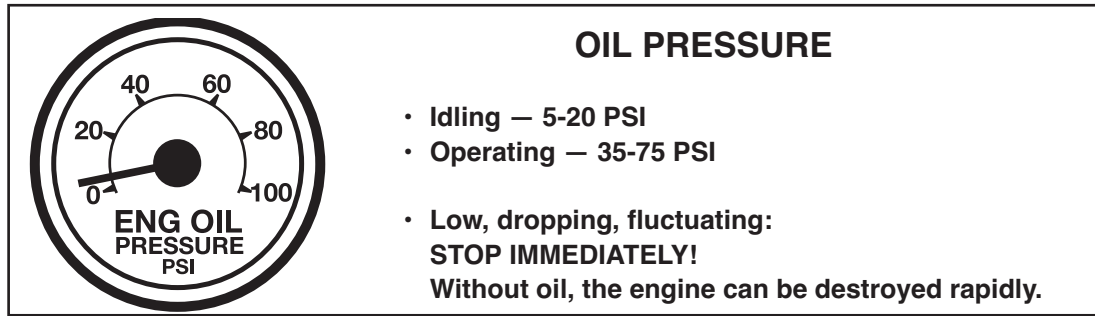 40 60
20 80
0 100
ENG OIL
PRESSURE
PSI
OIL PRESSURE
• Idling — 5-20 PSI
• Operating — 35-75 PSI
• Low, dropping, fluctuating:
STOP IMMEDIATELY!
Without oil, the engine can be destroyed rapidly.